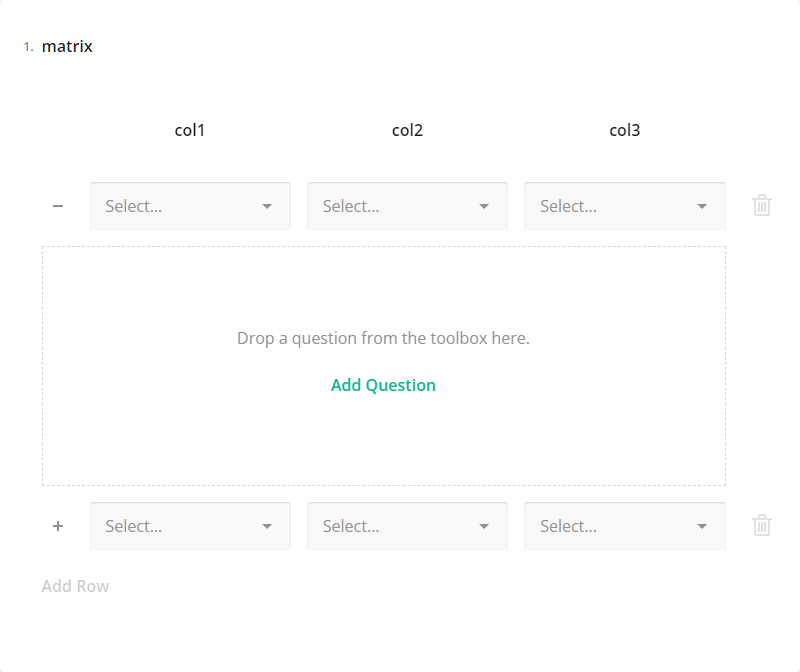 1. matrix
col1 col2 col3
Select... Select... Select...
Drop a question from the toolbox here.
Add Question
Select... Select... Select...
Add Row